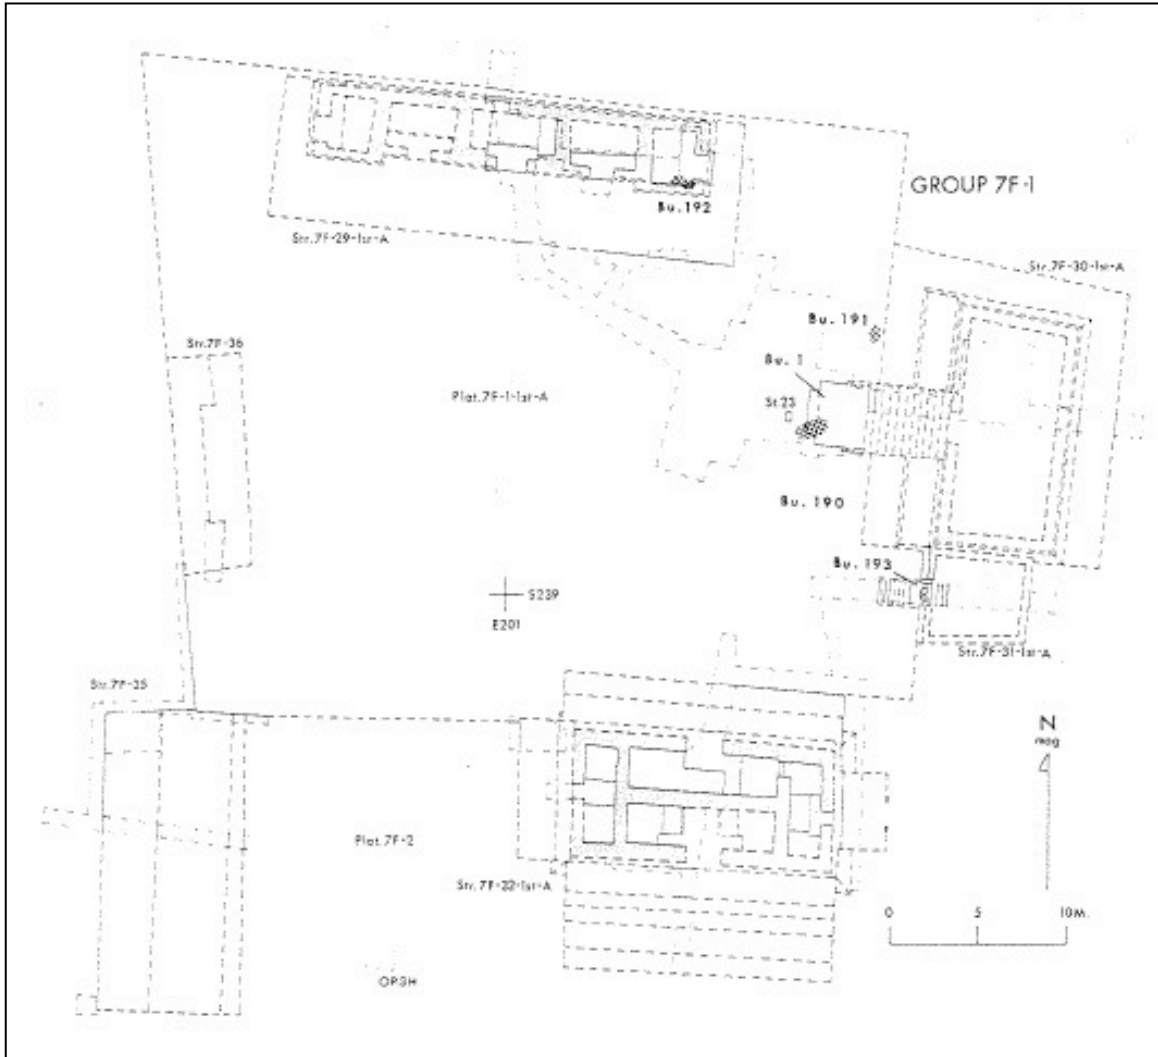 GROUP 7F-1
Bu. 192
Str. 7F-29-1st-A
Str. 7F-30-1st-A
Bu. 191
Str. 7F-36
Bu. 1
Plat. 7F-1-1st-A
St. 23
Bu. 190
Bu. 193
S239
E201
Str. 7F-31-1st-A
Str. 7F-35
N
mag
Plat. 7F-2
Str. 7F-32-1st-A
0 5 10M.
OP.3H